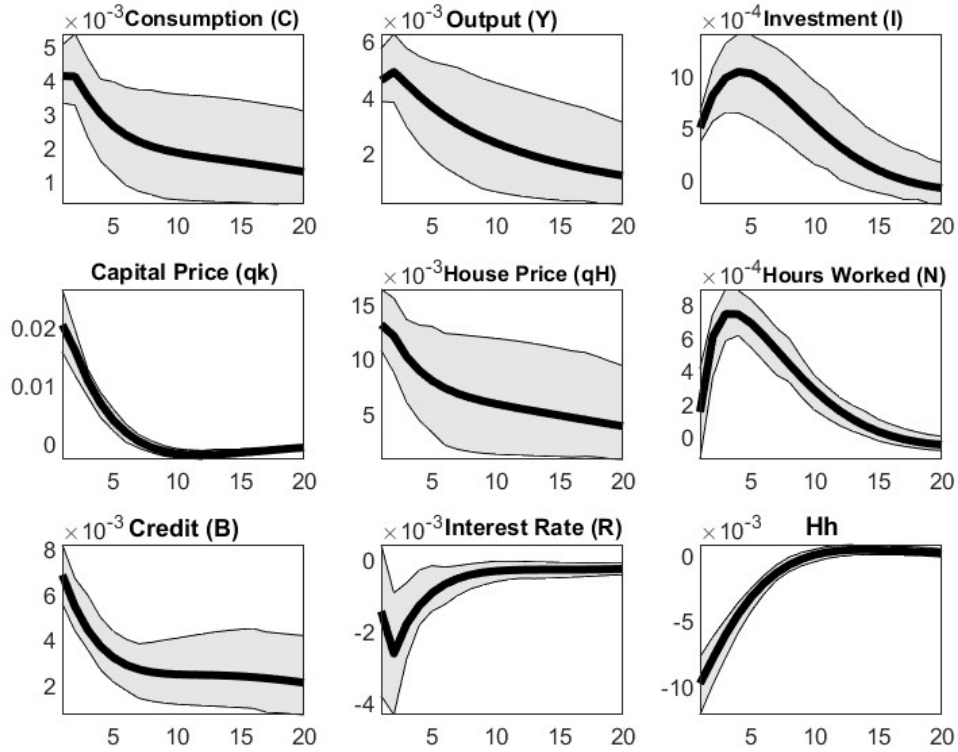 ×10⁻³ Consumption (C)
5
4
3
2
1
5 10 15 20
×10⁻³ Output (Y)
6
4
2
5 10 15 20
×10⁻⁴ Investment (I)
10
5
0
5 10 15 20
Capital Price (qk)
0.02
0.01
0
5 10 15 20
×10⁻³ House Price (qH)
15
10
5
5 10 15 20
×10⁻⁴ Hours Worked (N)
8
6
4
2
0
5 10 15 20
×10⁻³ Credit (B)
8
6
4
2
5 10 15 20
×10⁻³ Interest Rate (R)
0
-2
-4
5 10 15 20
×10⁻³ Hh
0
-5
-10
5 10 15 20